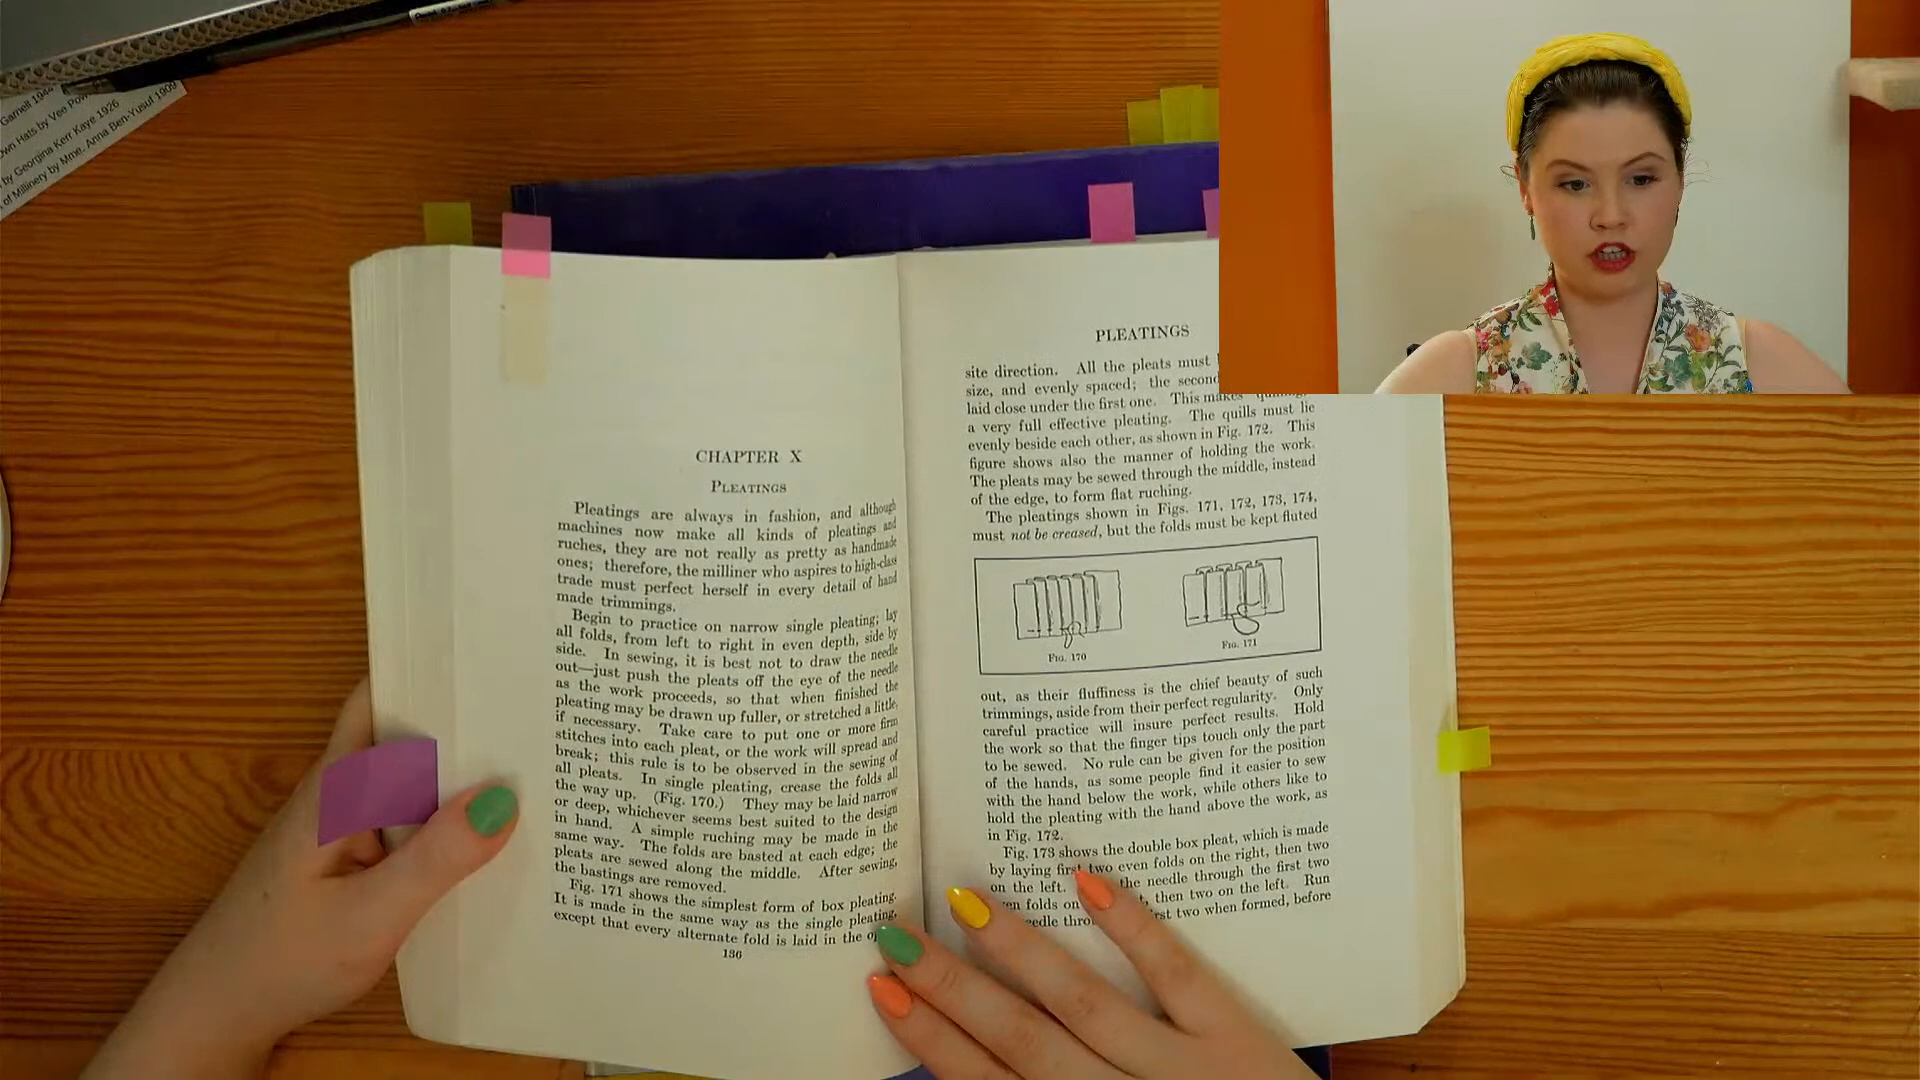 Garnell 1944
own Hats by Vee Pow
by Georgina Kerr Kaye 1926
of Millinery by Mme. Anna Ben-Yusuf 1909
CHAPTER X
PLEATINGS
Pleatings are always in fashion, and although
machines now make all kinds of pleatings and
ruches, they are not really as pretty as handmade
ones; therefore, the milliner who aspires to high-class
trade must perfect herself in every detail of hand
made trimmings.
Begin to practice on narrow single pleating; lay
all folds, from left to right in even depth, side by
side. In sewing, it is best not to draw the needle
out—just push the pleats off the eye of the needle
as the work proceeds, so that when finished the
pleating may be drawn up fuller, or stretched a little,
if necessary. Take care to put one or more firm
stitches into each pleat, or the work will spread and
break; this rule is to be observed in the sewing of
all pleats. In single pleating, crease the folds all
the way up. (Fig. 170.) They may be laid narrow
or deep, whichever seems best suited to the design
in hand. A simple ruching may be made in the
same way. The folds are basted at each edge; the
pleats are sewed along the middle. After sewing,
the bastings are removed.
Fig. 171 shows the simplest form of box pleating.
It is made in the same way as the single pleating,
except that every alternate fold is laid in the op
136
PLEATINGS
site direction. All the pleats must
size, and evenly spaced; the second
laid close under the first one. This makes
a very full effective pleating. The quills must lie
evenly beside each other, as shown in Fig. 172. This
figure shows also the manner of holding the work.
The pleats may be sewed through the middle, instead
of the edge, to form flat ruching.
The pleatings shown in Figs. 171, 172, 173, 174,
must not be creased, but the folds must be kept fluted
FIG. 170
FIG. 171
out, as their fluffiness is the chief beauty of such
trimmings, aside from their perfect regularity. Only
careful practice will insure perfect results. Hold
the work so that the finger tips touch only the part
to be sewed. No rule can be given for the position
of the hands, as some people find it easier to sew
with the hand below the work, while others like to
hold the pleating with the hand above the work, as
in Fig. 172.
Fig. 173 shows the double box pleat, which is made
by laying first two even folds on the right, then two
on the left. the needle through the first two
en folds on t, then two on the left. Run
eedle thro irst two when formed, before